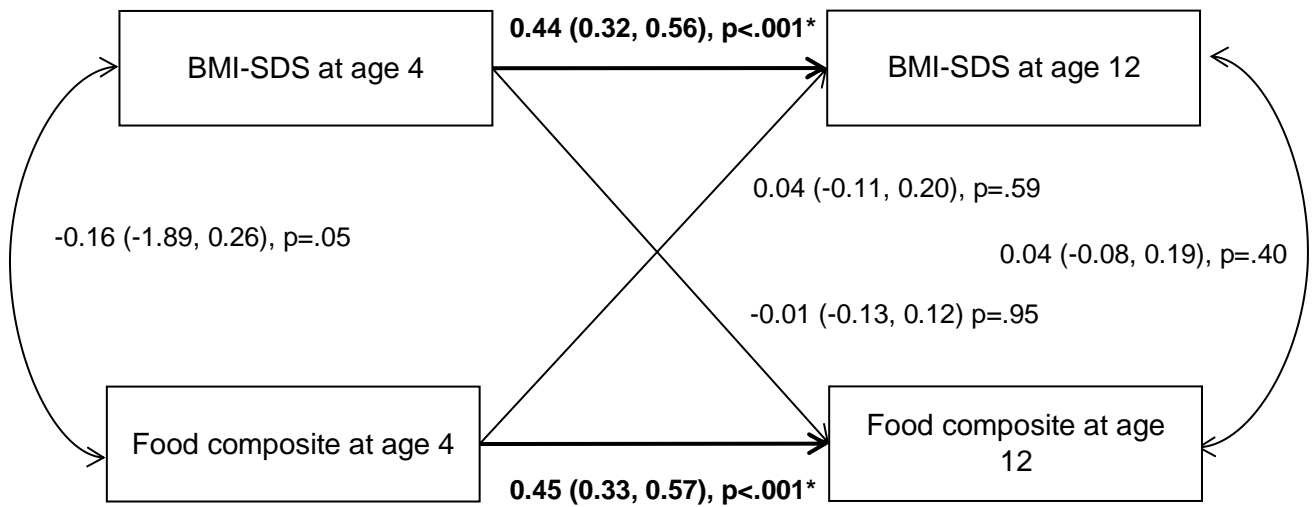 0.44 (0.32, 0.56), p<.001*
BMI-SDS at age 4
BMI-SDS at age 12
0.04 (-0.11, 0.20), p=.59
-0.16 (-1.89, 0.26), p=.05
0.04 (-0.08, 0.19), p=.40
-0.01 (-0.13, 0.12) p=.95
Food composite at age 4
Food composite at age
12
0.45 (0.33, 0.57), p<.001*